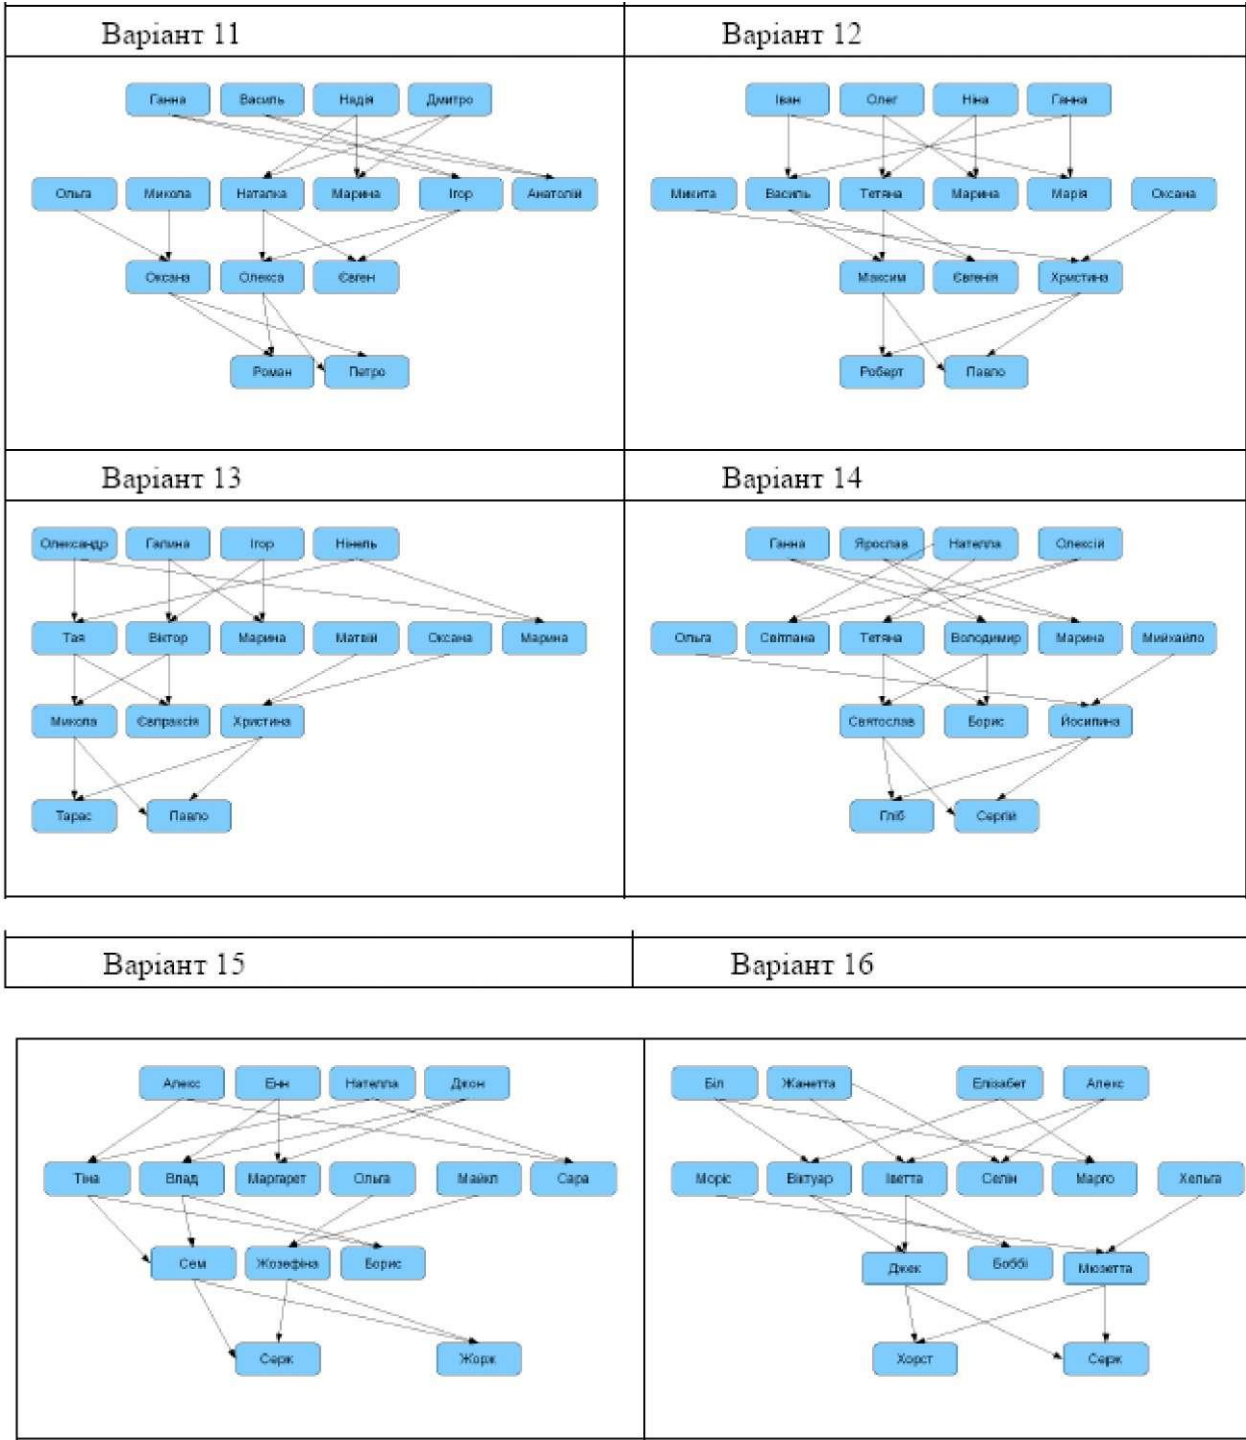 Варіант 11
Варіант 12
Ганна Василь Надія Дмитро
Ольга Микола Наталка Марина Ігор Анатолій
Оксана Олекса Євген
Роман Петро
Іван Олег Ніна Ганна
Микита Василь Тетяна Марина Марія Оксана
Максим Євгенія Христина
Роберт Павло
Варіант 13
Варіант 14
Олександр Галина Ігор Нінель
Тая Віктор Марина Матвій Оксана Марина
Микола Євпраксія Христина
Тарас Павло
Ганна Ярослав Нателла Олексій
Ольга Світлана Тетяна Володимир Марина Мийхайло
Святослав Борис Йосипина
Гліб Сергій
Варіант 15
Варіант 16
Алекс Енн Нателла Джон
Тіна Влад Маргарет Ольга Майкл Сара
Сем Жозефіна Борис
Серж Жорж
Біл Жанетта Елізабет Алекс
Моріс Віктуар Іветта Селін Марго Хельга
Джек Боббі Мюзетта
Хорст Серж